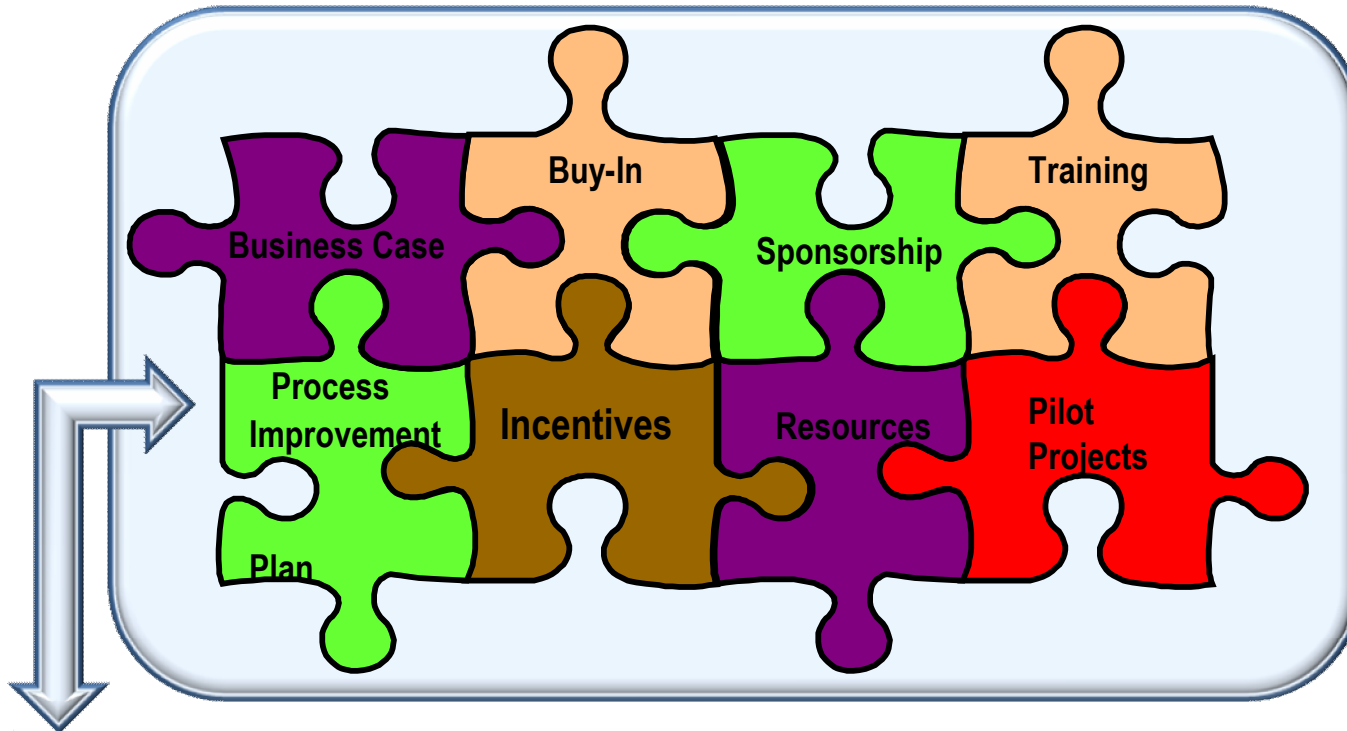 Business Case
Buy-In
Sponsorship
Training
Process
Improvement
Plan
Incentives
Resources
Pilot
Projects